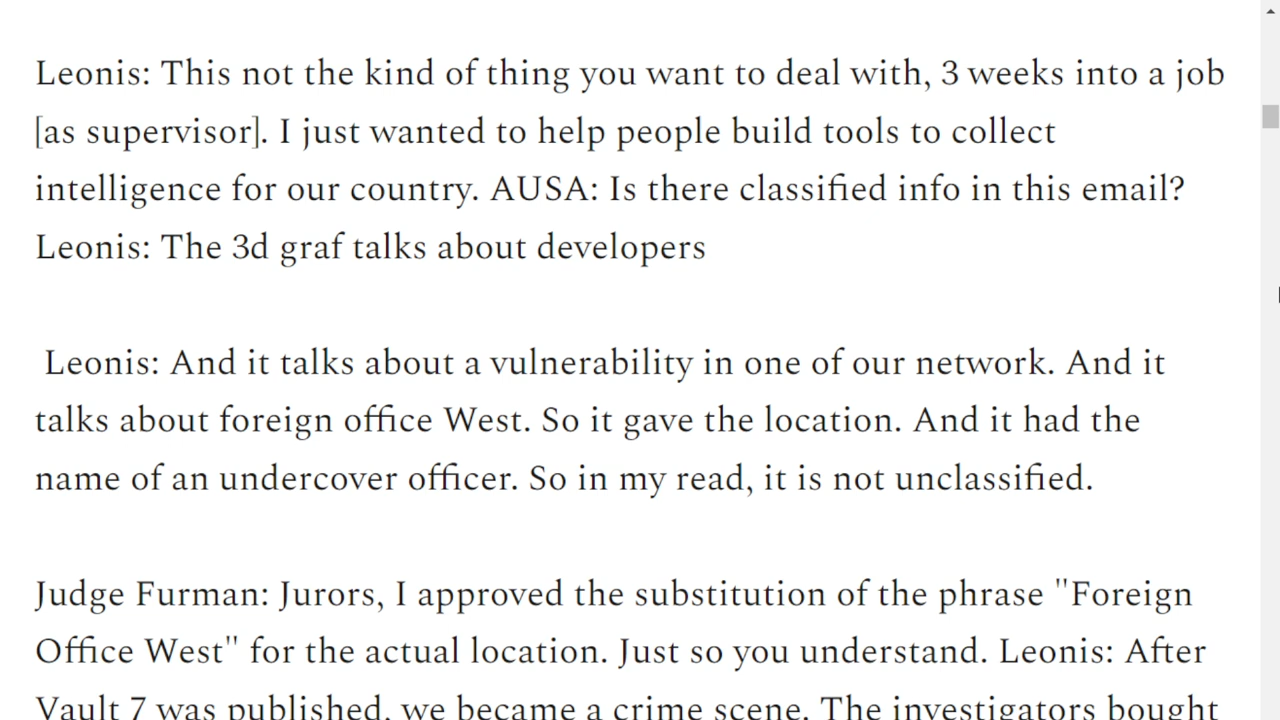 Leonis: This not the kind of thing you want to deal with, 3 weeks into a job
[as supervisor]. I just wanted to help people build tools to collect
intelligence for our country. AUSA: Is there classified info in this email?
Leonis: The 3d graf talks about developers
Leonis: And it talks about a vulnerability in one of our network. And it
talks about foreign office West. So it gave the location. And it had the
name of an undercover officer. So in my read, it is not unclassified.
Judge Furman: Jurors, I approved the substitution of the phrase "Foreign
Office West" for the actual location. Just so you understand. Leonis: After
Vault 7 was published, we became a crime scene. The investigators bought